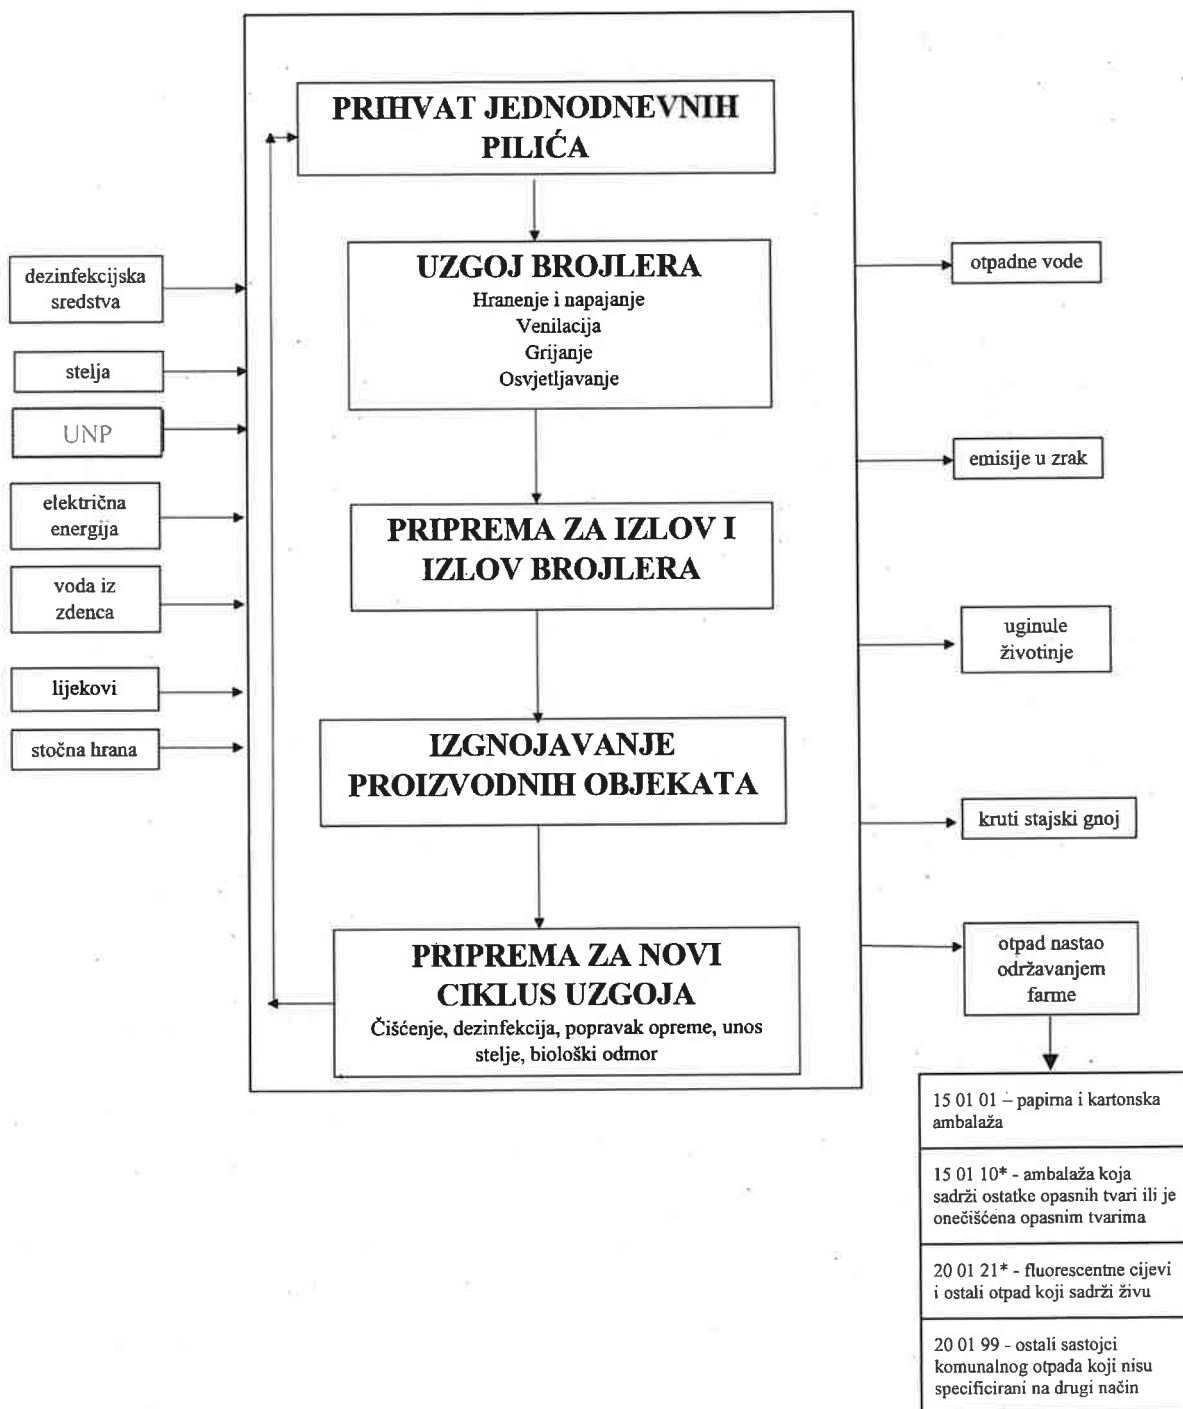 PRIHVAT JEDNODNEVNIH
PILIĆA
UZGOJ BROJLERA
Hranenje i napajanje
Venilacija
Grijanje
Osvjetljavanje
PRIPREMA ZA IZLOV I
IZLOV BROJLERA
IZGNOJAVANJE
PROIZVODNIH OBJEKATA
PRIPREMA ZA NOVI
CIKLUS UZGOJA
Čišćenje, dezinfekcija, popravak opreme, unos
stelje, biološki odmor
dezinfekcijska
sredstva
stelja
UNP
električna
energija
voda iz
zdenca
lijekovi
stočna hrana
otpadne vode
emisije u zrak
uginule
životinje
kruti stajski gnoj
otpad nastao
održavanjem
farme
15 01 01 – papirna i kartonska
ambalaža
15 01 10* - ambalaža koja
sadrži ostatke opasnih tvari ili je
onečišćena opasnim tvarima
20 01 21* - fluorescentne cijevi
i ostali otpad koji sadrži živu
20 01 99 - ostali sastojci
komunalnog otpada koji nisu
specificirani na drugi način